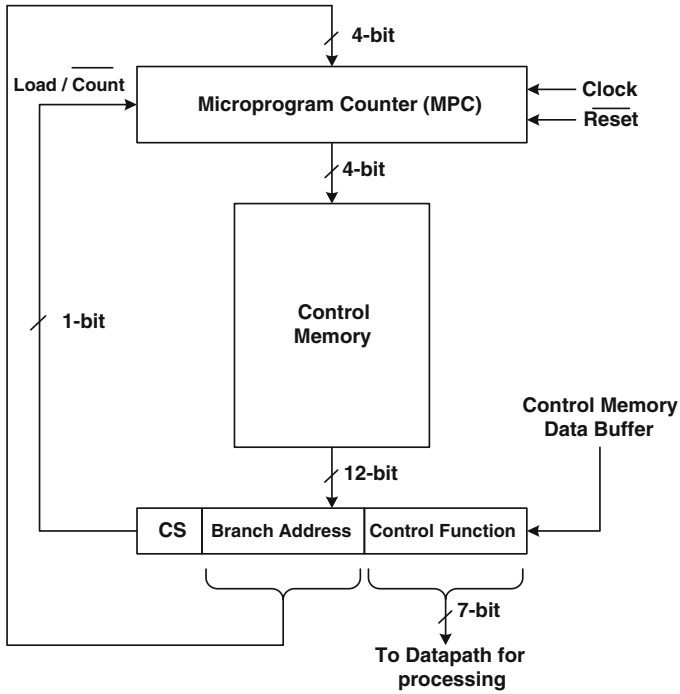 4-bit
Load / Count
Microprogram Counter (MPC)
Clock
Reset
4-bit
Control
Memory
1-bit
Control Memory
Data Buffer
12-bit
CS
Branch Address
Control Function
7-bit
To Datapath for
processing